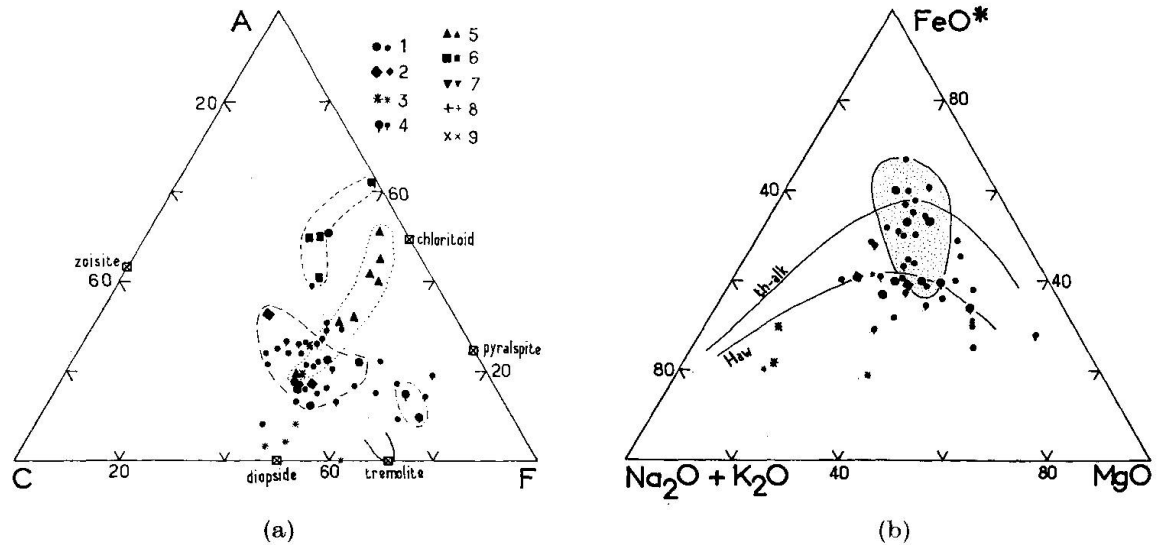 A
1
2
3
4
5
6
7
8
9
20
60
chloritoid
zoisite
60
pyralspite
20
C
20
diopside
60
tremolite
F
(a)
FeO*
80
40
th-alk
Haw
40
80
Na₂O + K₂O
40
80
MgO
(b)